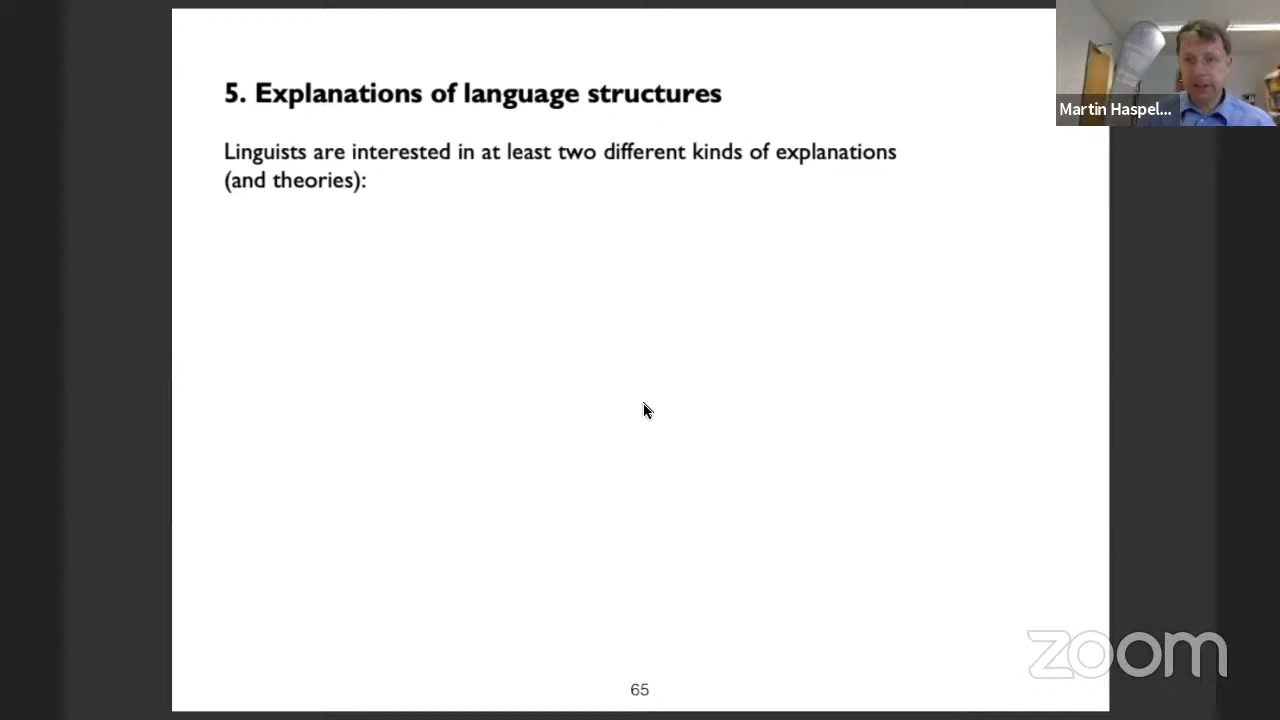 5. Explanations of language structures
Linguists are interested in at least two different kinds of explanations
(and theories):
Martin Haspel...
zoom
65